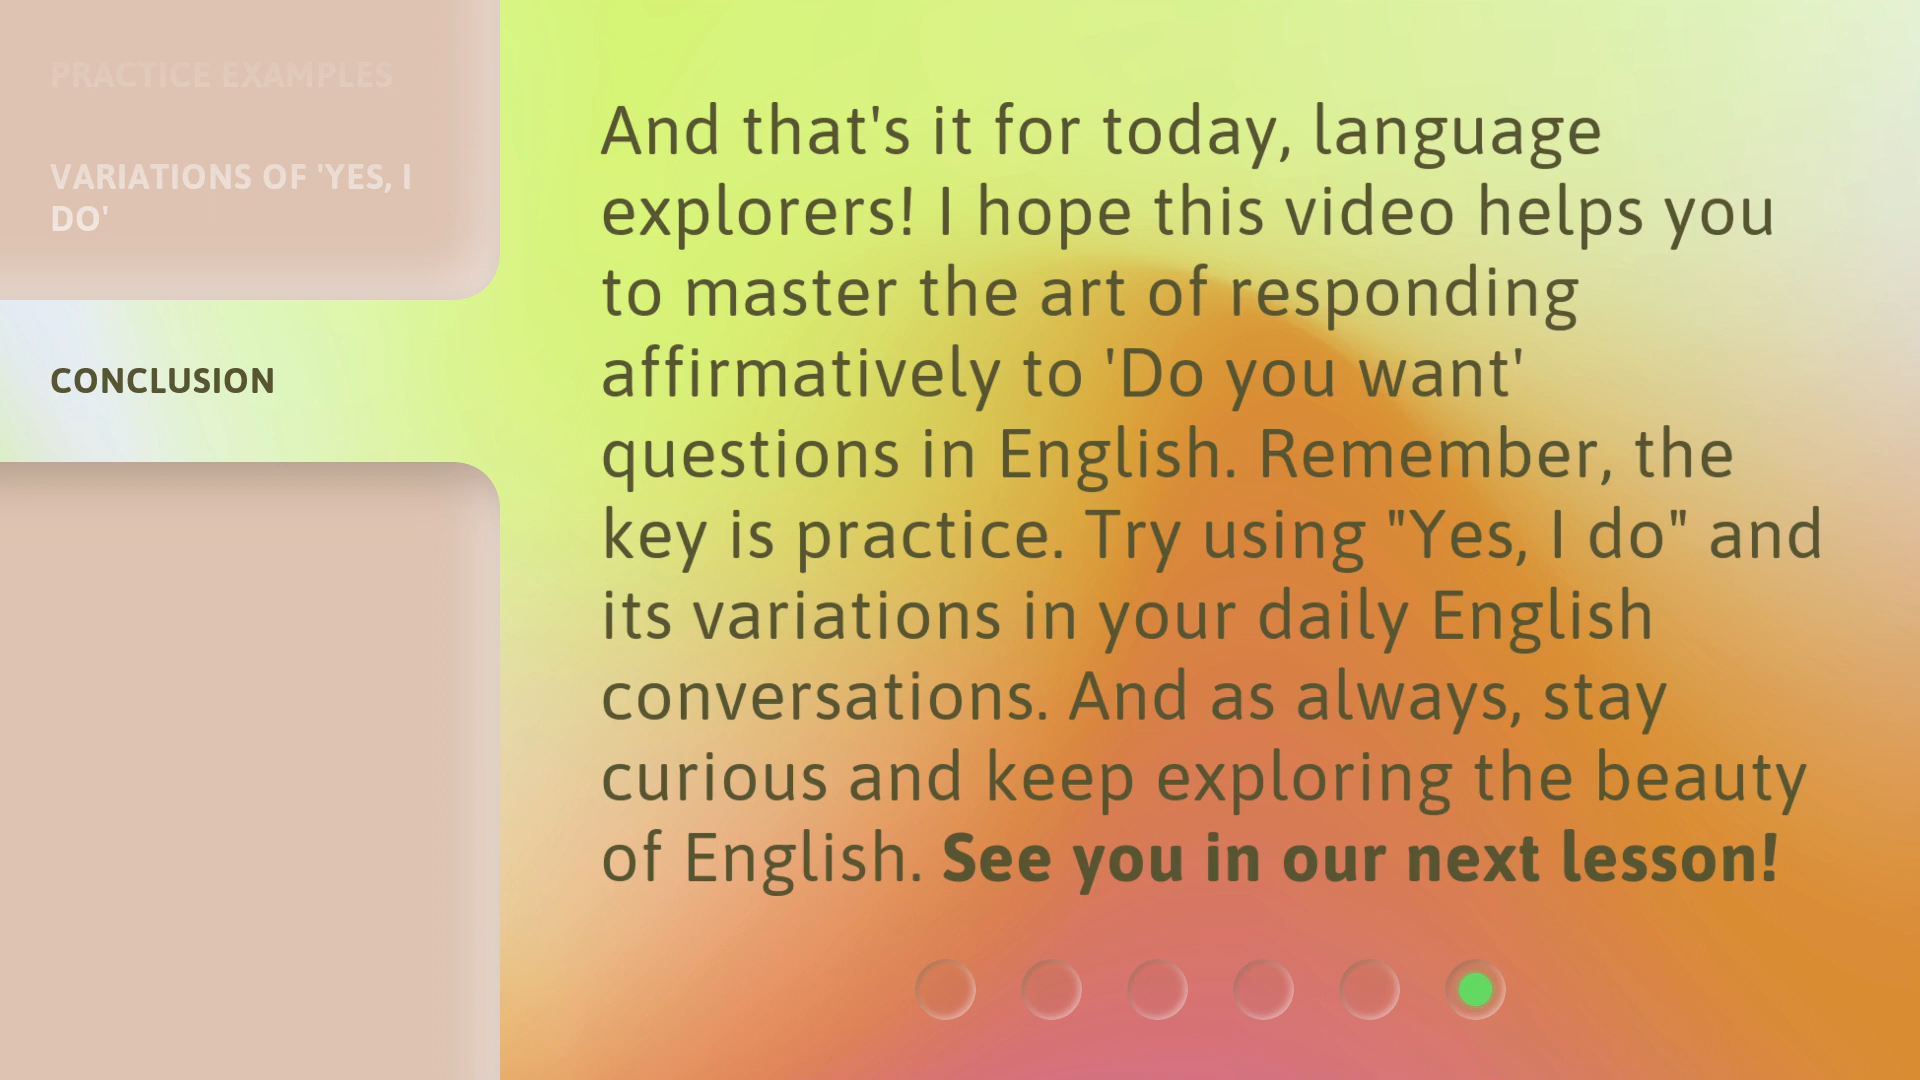 PRACTICE EXAMPLES
VARIATIONS OF 'YES, I
DO'
CONCLUSION
And that's it for today, language
explorers! I hope this video helps you
to master the art of responding
affirmatively to 'Do you want'
questions in English. Remember, the
key is practice. Try using "Yes, I do" and
its variations in your daily English
conversations. And as always, stay
curious and keep exploring the beauty
of English. See you in our next lesson!